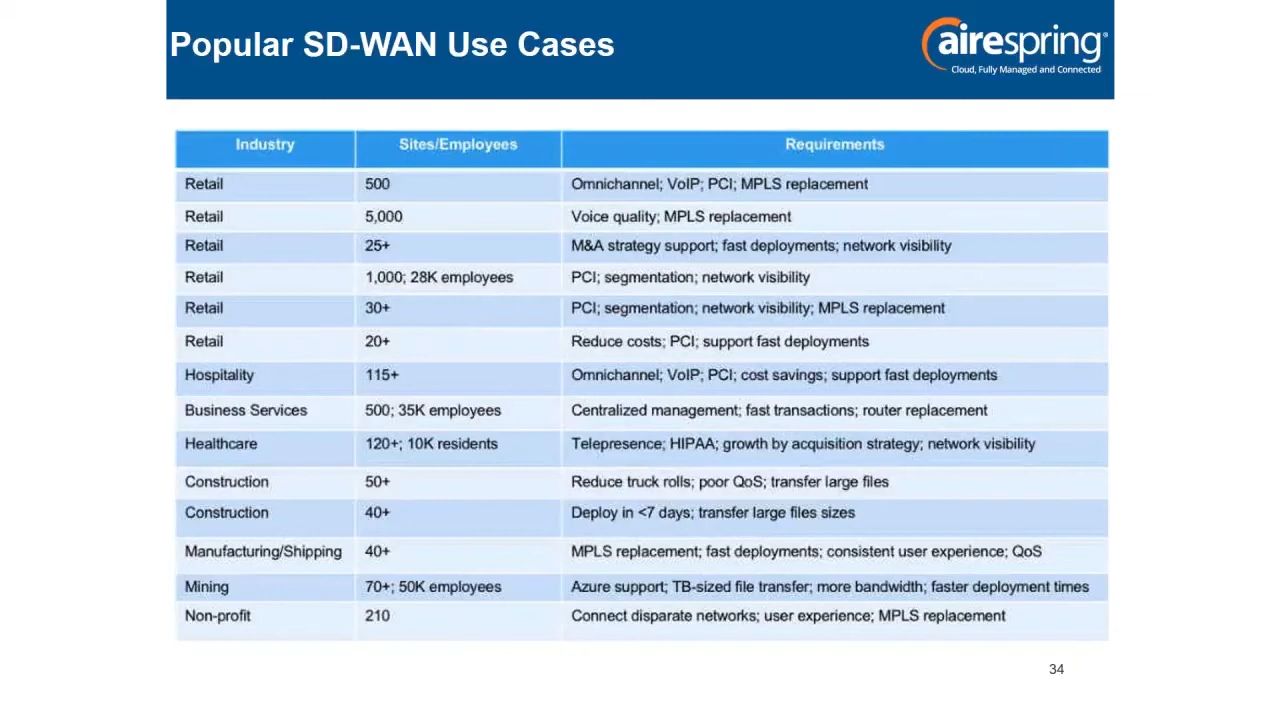 Popular SD-WAN Use Cases
airespring®
Cloud, Fully Managed and Connected
Industry Sites/Employees Requirements
Retail 500 Omnichannel; VoIP; PCI; MPLS replacement
Retail 5,000 Voice quality; MPLS replacement
Retail 25+ M&A strategy support; fast deployments; network visibility
Retail 1,000; 28K employees PCI; segmentation; network visibility
Retail 30+ PCI; segmentation; network visibility; MPLS replacement
Retail 20+ Reduce costs; PCI; support fast deployments
Hospitality 115+ Omnichannel; VoIP; PCI; cost savings; support fast deployments
Business Services 500; 35K employees Centralized management; fast transactions; router replacement
Healthcare 120+; 10K residents Telepresence; HIPAA; growth by acquisition strategy; network visibility
Construction 50+ Reduce truck rolls; poor QoS; transfer large files
Construction 40+ Deploy in <7 days; transfer large files sizes
Manufacturing/Shipping 40+ MPLS replacement; fast deployments; consistent user experience; QoS
Mining 70+; 50K employees Azure support; TB-sized file transfer; more bandwidth; faster deployment times
Non-profit 210 Connect disparate networks; user experience; MPLS replacement
34